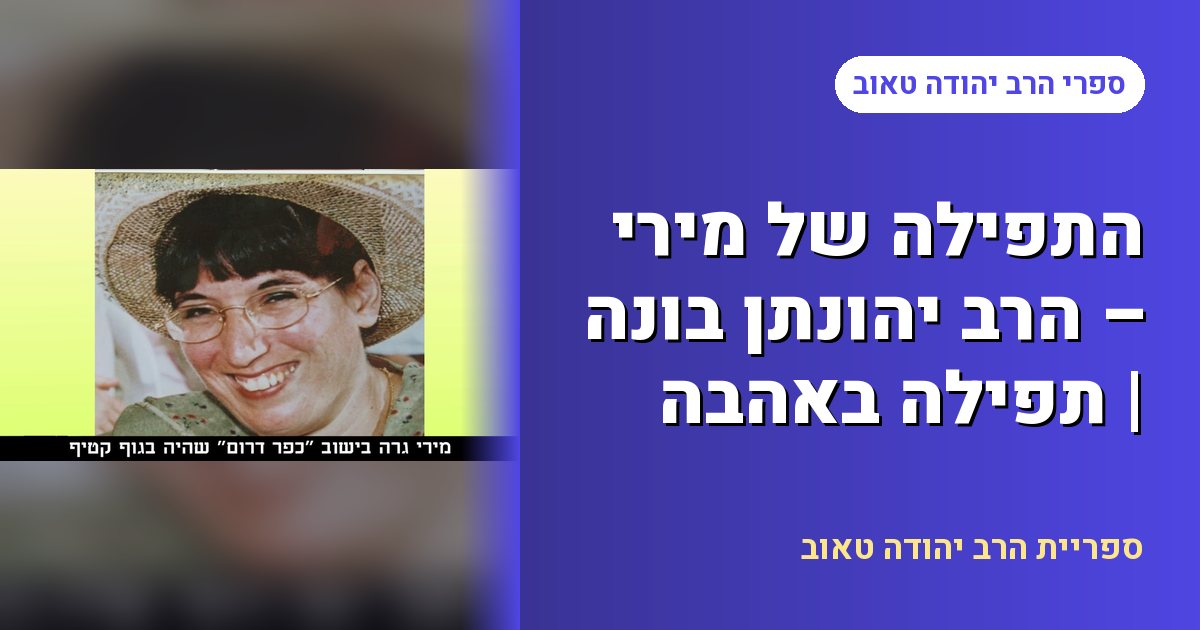 ספרי הרב יהודה טאוב
התפילה של מירי
– הרב יהונתן בונה
| תפילה באהבה
מירי גרה בישוב "כפר דרום" שהיה בגוף קטיף
ספריית הרב יהודה טאוב